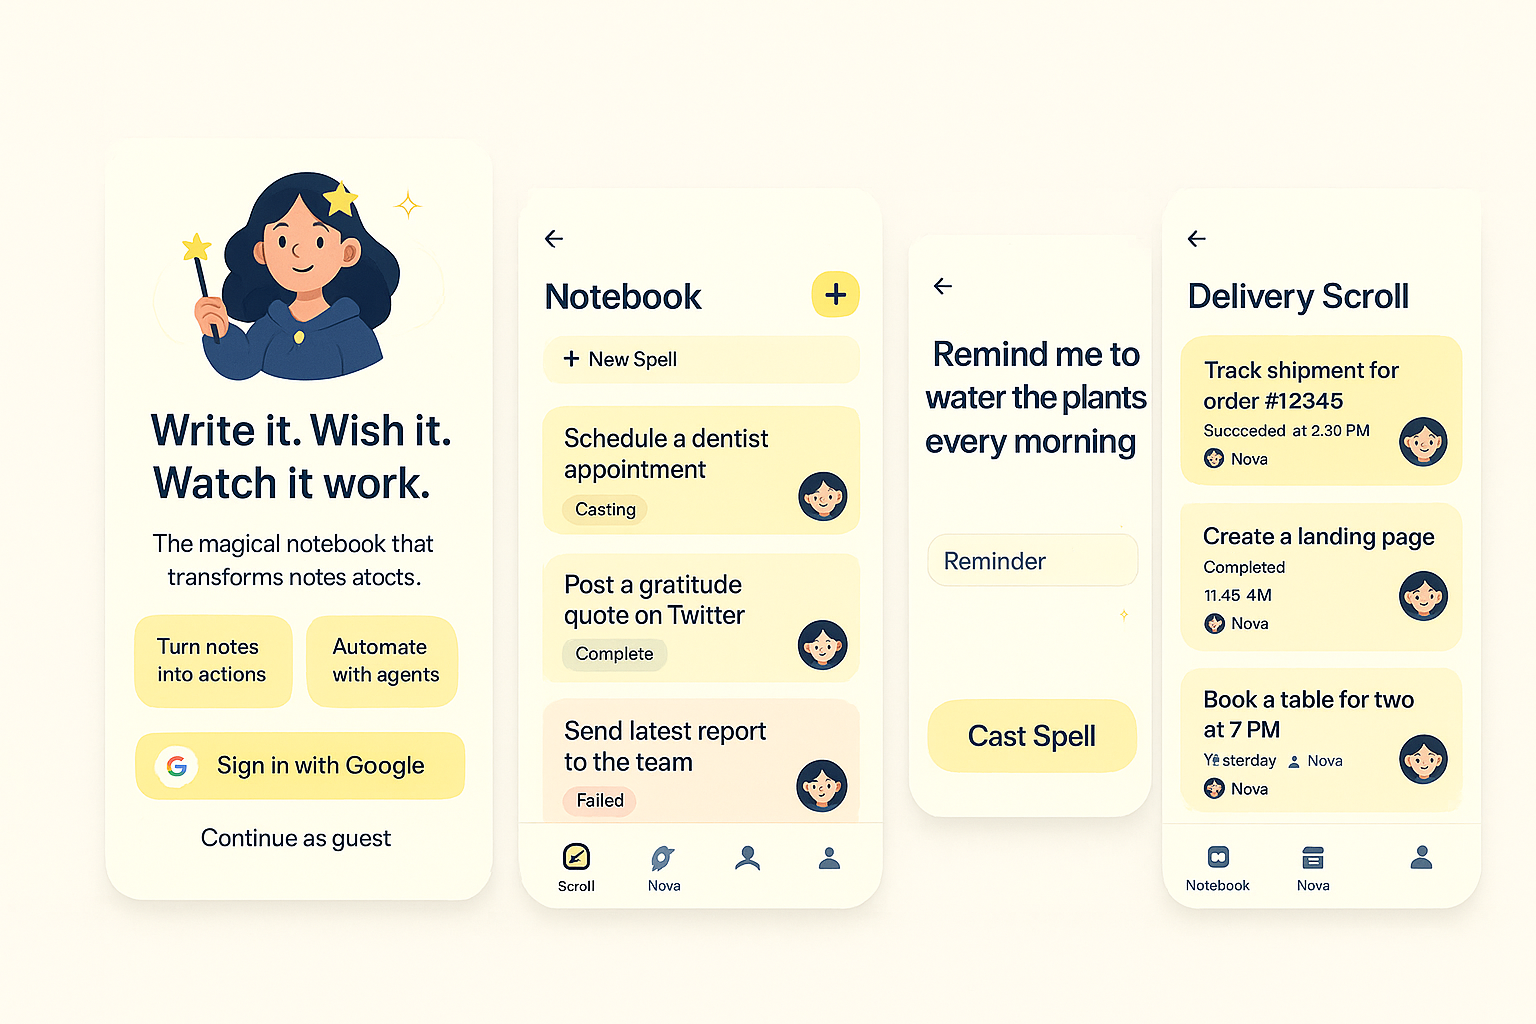 Write it. Wish it.
Watch it work.
The magical notebook that
transforms notes atocts.
Turn notes
into actions
Automate
with agents
Sign in with Google
Continue as guest
Notebook
+ New Spell
Schedule a dentist
appointment
Casting
Post a gratitude
quote on Twitter
Complete
Send latest report
to the team
Failed
Scroll
Nova
Remind me to
water the plants
every morning
Reminder
Cast Spell
Delivery Scroll
Track shipment for
order #12345
Succceded at 2.30 PM
Nova
Create a landing page
Completed
11.45 4M
Nova
Book a table for two
at 7 PM
Yesterday Nova
Nova
Notebook
Nova